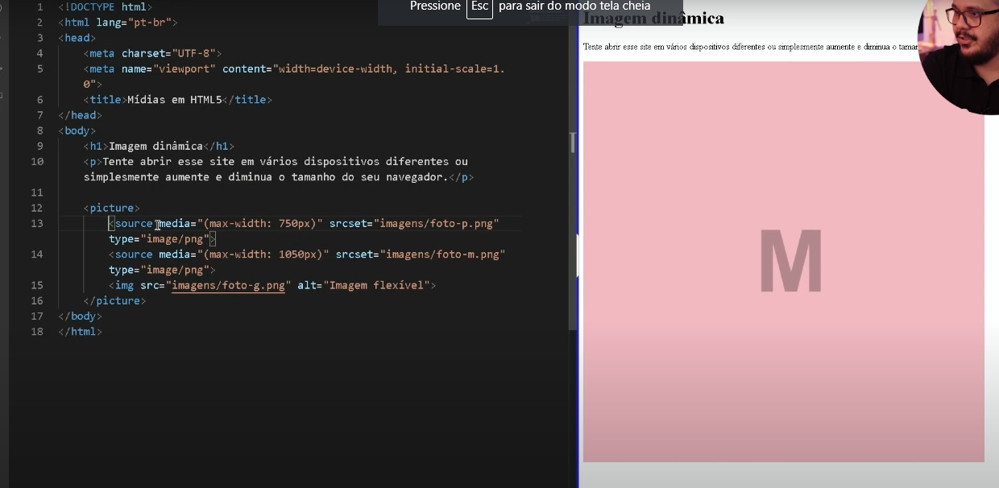 Pressione Esc para sair do modo tela cheia
1 <!DOCTYPE html>
2 <html lang="pt-br">
3 <head>
4 <meta charset="UTF-8">
5 <meta name="viewport" content="width=device-width, initial-scale=1.
0">
6 <title>Mídias em HTML5</title>
7 </head>
8 <body>
9 <h1>Imagem dinâmica</h1>
10 <p>Tente abrir esse site em vários dispositivos diferentes ou
simplesmente aumente e diminua o tamanho do seu navegador.</p>
11
12 <picture>
13 <source media="(max-width: 750px)" srcset="imagens/foto-p.png"
type="image/png">
14 <source media="(max-width: 1050px)" srcset="imagens/foto-m.png"
type="image/png">
15 <img src="imagens/foto-g.png" alt="Imagem flexível">
16 </picture>
17 </body>
18 </html>
Imagem dinâmica
Tente abrir esse site em vários dispositivos diferentes ou simplesmente aumente e diminua o
M